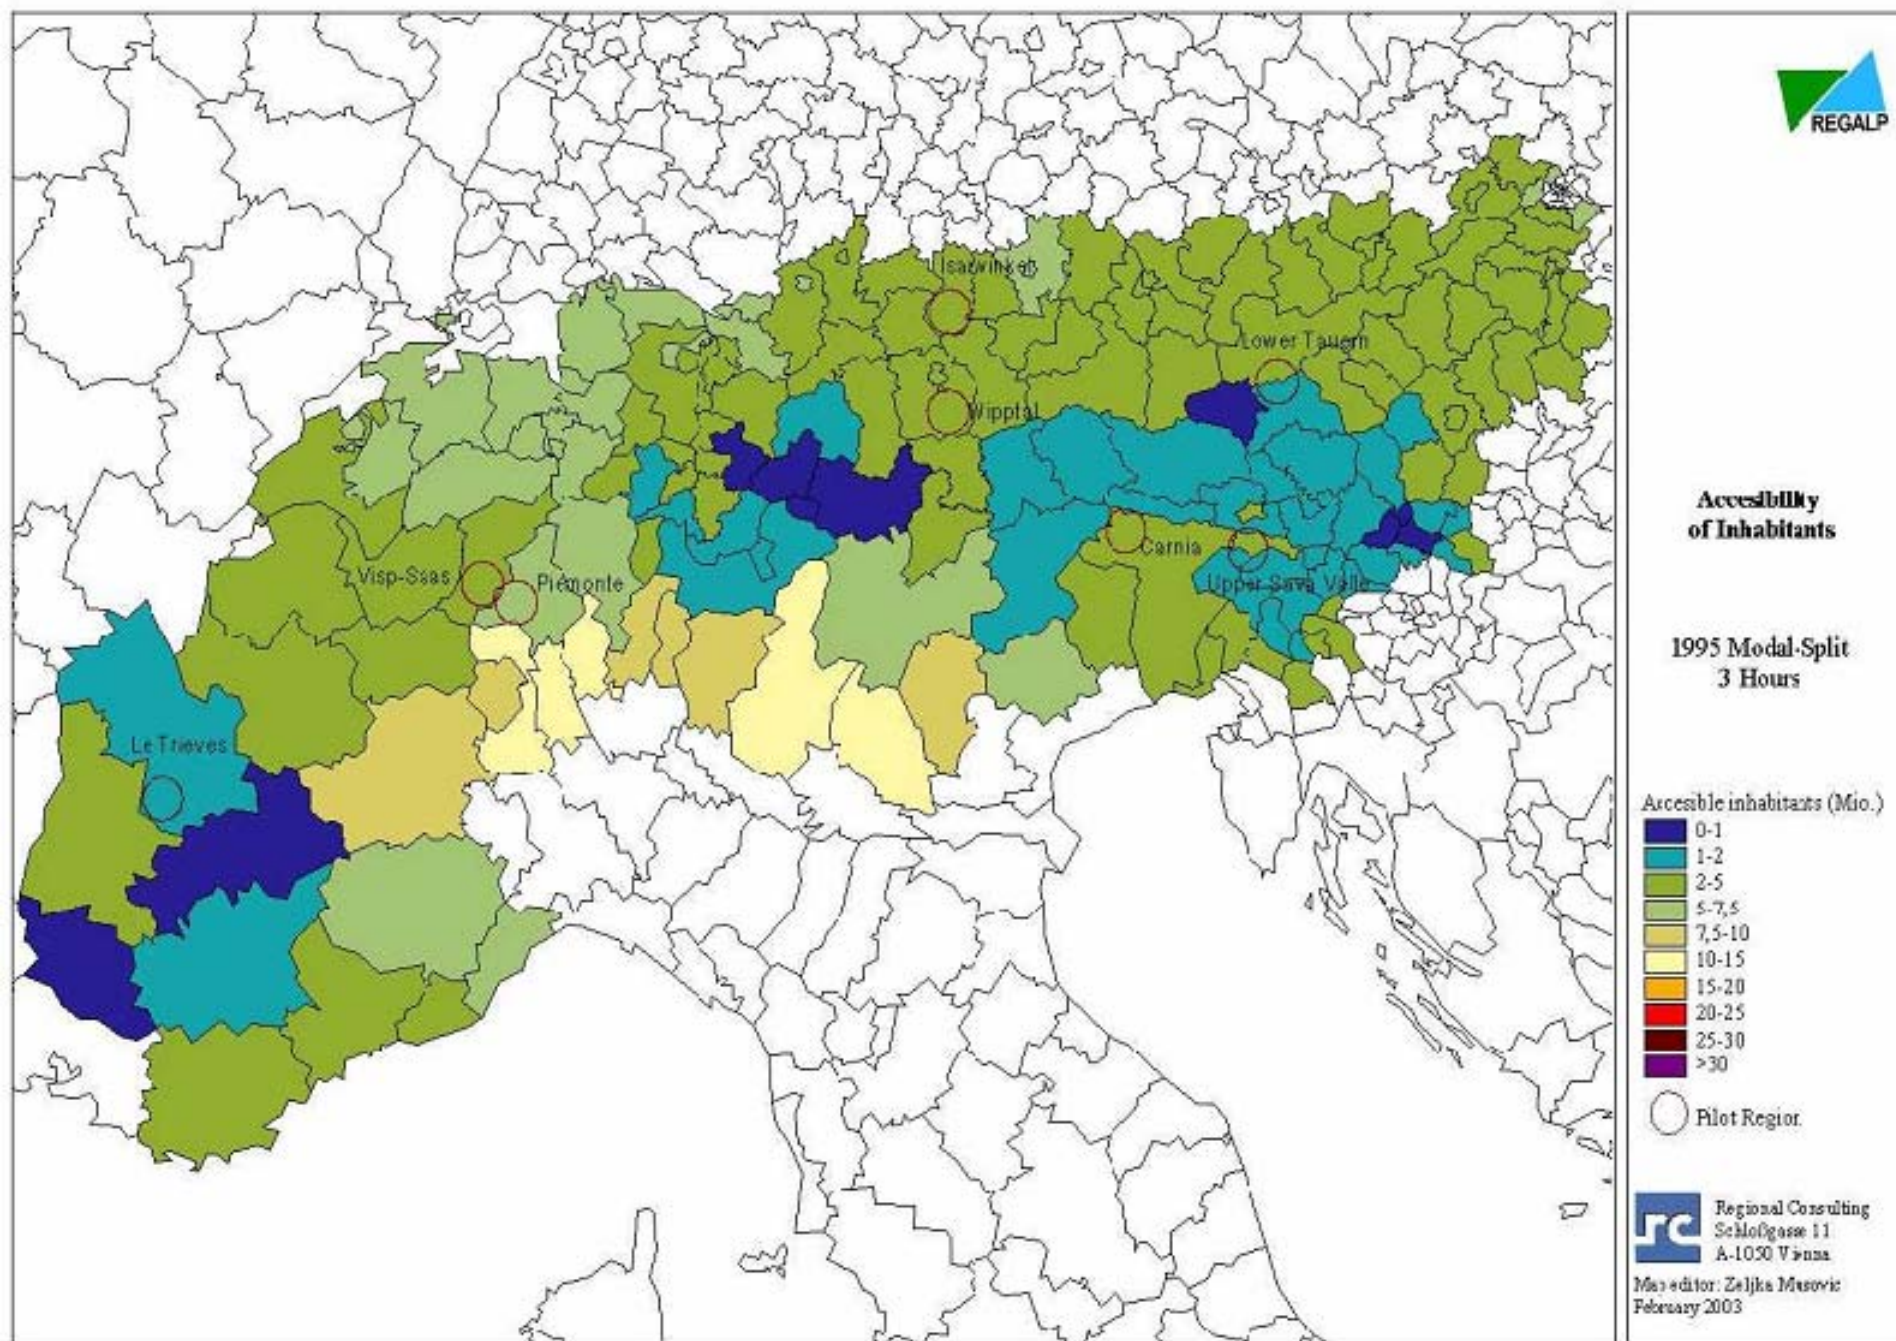 REGALP
Isarwinkel
Lower Tauern
Wipptal
Visp-Saas
Piemonte
Carnia
Upper Sava Valle
Le Trieves
Accesibility
of Inhabitants
1995 Modal-Split
3 Hours
Accesible inhabitants (Mio.)
0-1
1-2
2-5
5-7,5
7,5-10
10-15
15-20
20-25
25-30
>30
Pilot Region
rc
Regional Consulting
Schloßgasse 11
A-1050 Vienna
Map editor: Zeljka Musovic
February 2003